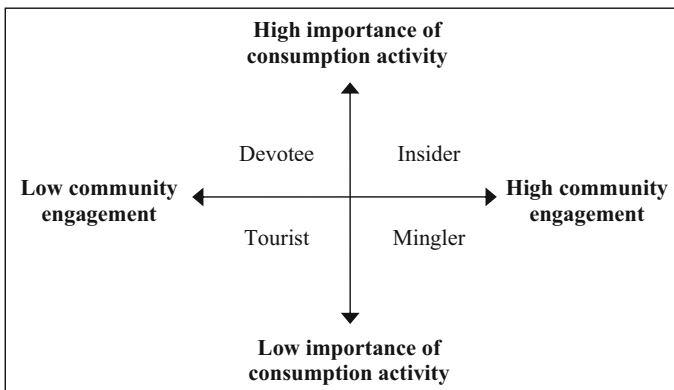 High importance of
consumption activity
Devotee
Insider
Low community
engagement
High community
engagement
Tourist
Mingler
Low importance of
consumption activity